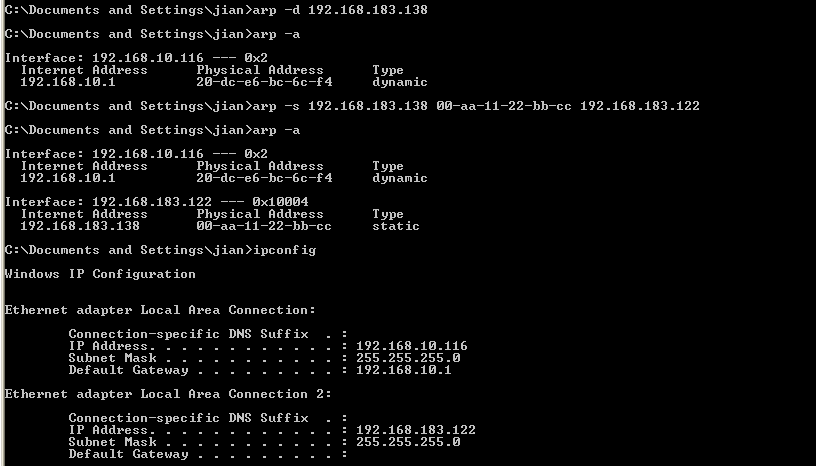 C:\Documents and Settings\jian>arp -d 192.168.183.138
C:\Documents and Settings\jian>arp -a
Interface: 192.168.10.116 --- 0x2
Internet Address Physical Address Type
192.168.10.1 20-dc-e6-bc-6c-f4 dynamic
C:\Documents and Settings\jian>arp -s 192.168.183.138 00-aa-11-22-bb-cc 192.168.183.122
C:\Documents and Settings\jian>arp -a
Interface: 192.168.10.116 --- 0x2
Internet Address Physical Address Type
192.168.10.1 20-dc-e6-bc-6c-f4 dynamic
Interface: 192.168.183.122 --- 0x10004
Internet Address Physical Address Type
192.168.183.138 00-aa-11-22-bb-cc static
C:\Documents and Settings\jian>ipconfig
Windows IP Configuration
Ethernet adapter Local Area Connection:
Connection-specific DNS Suffix . :
IP Address. . . . . . . . . . . . : 192.168.10.116
Subnet Mask . . . . . . . . . . . : 255.255.255.0
Default Gateway . . . . . . . . . : 192.168.10.1
Ethernet adapter Local Area Connection 2:
Connection-specific DNS Suffix . :
IP Address. . . . . . . . . . . . : 192.168.183.122
Subnet Mask . . . . . . . . . . . : 255.255.255.0
Default Gateway . . . . . . . . . :